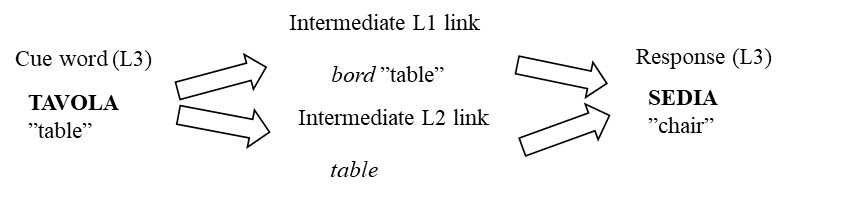 Cue word (L3)
TAVOLA
”table”
Intermediate L1 link
bord ”table”
Intermediate L2 link
table
Response (L3)
SEDIA
”chair”